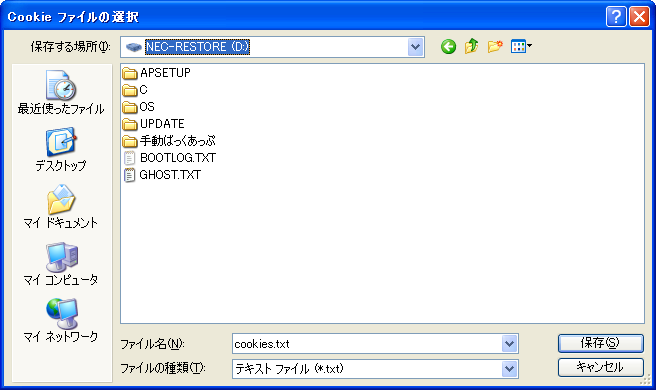 Cookie ファイルの選択
保存する場所(I): NEC-RESTORE (D:)
最近使ったファイル
デスクトップ
マイ ドキュメント
マイ コンピュータ
マイ ネットワーク
APSETUP
C
OS
UPDATE
手動ばっくあっぷ
BOOTLOG.TXT
GHOST.TXT
ファイル名(N): cookies.txt 保存(S)
ファイルの種類(T): テキスト ファイル (*.txt) キャンセル